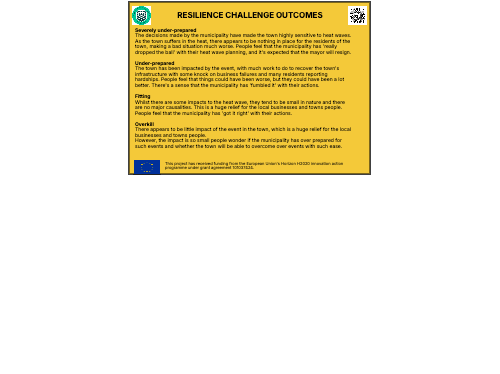 RESILIENCE CHALLENGE OUTCOMES
Severely under-prepared
The decisions made by the municipality have made the town highly sensitive to heat waves.
As the town suffers in the heat, there appears to be nothing in place for the residents of the
town, making a bad situation much worse. People feel that the municipality has 'really
dropped the ball' with their heat wave planning, and it's expected that the mayor will resign.
Under-prepared
The town has been impacted by the event, with much work to do to recover the town's
infrastructure with some knock on business failures and many residents reporting
hardships. People feel that things could have been worse, but they could have been a lot
better. There's a sense that the municipality has 'fumbled it' with their actions.
Fitting
Whilst there are some impacts to the heat wave, they tend to be small in nature and there
are no major causalities. This is a huge relief for the local businesses and towns people.
People feel that the municipality has 'got it right' with their actions.
Overkill
There appears to be little impact of the event in the town, which is a huge relief for the local
businesses and towns people.
However, the impact is so small people wonder if the municipality has over prepared for
such events and whether the town will be able to overcome over events with such ease.
This project has received funding from the European Union's Horizon H2020 innovation action
programme under grant agreement 101037424.